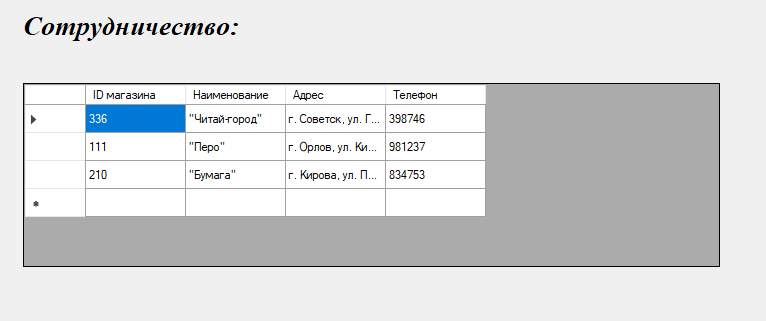 Сотрудничество:
ID магазина Наименование Адрес Телефон
336 "Читай-город" г. Советск, ул. Г... 398746
111 "Перо" г. Орлов, ул. Ки... 981237
210 "Бумага" г. Кирова, ул. П... 834753